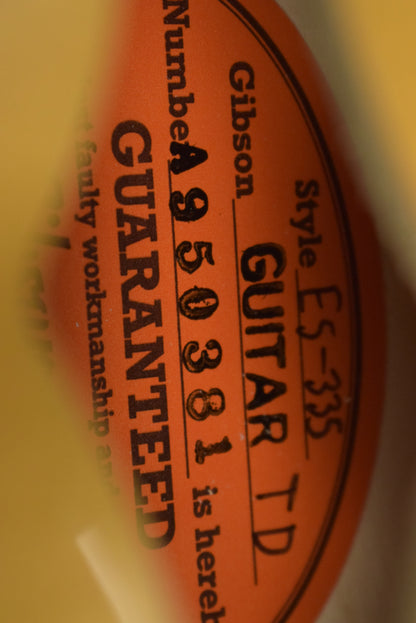 Style ES-335
Gibson GUITAR TD
Number A950381 is hereb
GUARANTEED
t faulty workmanship an